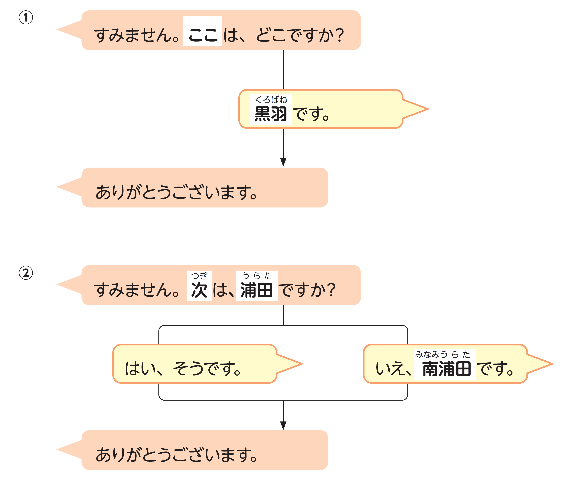 ①
すみません。ここは、どこですか？
くろばね
黒羽です。
ありがとうございます。
②
つぎ うらた
すみません。次は、浦田ですか？
はい、そうです。
みなみうらた
いえ、南浦田です。
ありがとうございます。